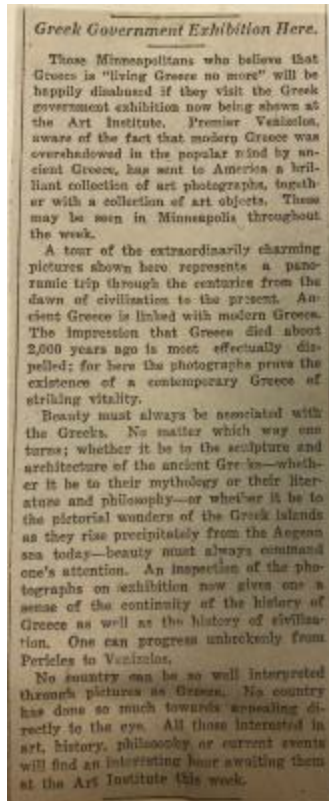 Greek Government Exhibition Here.
Those Minneapolitans who believe that
Greece is "living Greece no more" will be
happily disabused if they visit the Greek
government exhibition now being shown at
the Art Institute. Premier Venizelos,
aware of the fact that modern Greece was
overshadowed in the popular mind by an-
cient Greece, has sent to America a bril-
liant collection of art photographs, togeth-
er with a collection of art objects. These
may be seen in Minneapolis throughout
the week.
A tour of the extraordinarily charming
pictures shown here represents a pano-
ramic trip through the centuries from the
dawn of civilization to the present. An-
cient Greece is linked with modern Greece.
The impression that Greece died about
2,000 years ago is most effectually dis-
pelled; for here the photographs prove the
existence of a contemporary Greece of
striking vitality.
Beauty must always be associated with
the Greeks. No matter which way one
turns; whether it be to the sculpture and
architecture of the ancient Greeks—wheth-
er it be to their mythology or their liter-
ature and philosophy—or whether it be to
the pictorial wonders of the Greek islands
as they rise precipitately from the Aegean
sea today—beauty must always command
one's attention. An inspection of the pho-
tographs on exhibition now gives one a
sense of the continuity of the history of
Greece as well as the history of civiliza-
tion. One can progress unbrokenly from
Pericles to Venizelos.
No country can be so well interpreted
through pictures as Greece. No country
has done so much towards appealing di-
rectly to the eye. All those interested in
art, history, philosophy or current events
will find an interesting hour awaiting them
at the Art Institute this week.